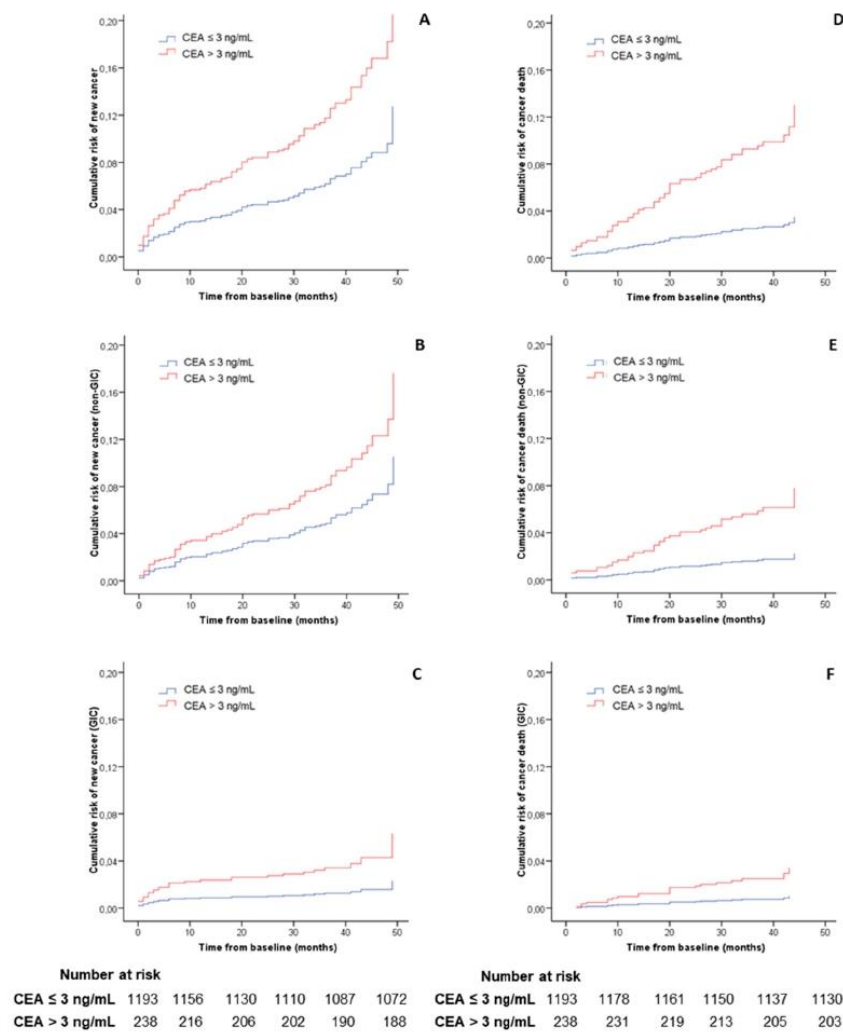 A
Cumulative risk of new cancer
0,20
0,16
0,12
0,08
0,04
0,00
CEA ≤ 3 ng/mL
CEA > 3 ng/mL
0 10 20 30 40 50
Time from baseline (months)
D
Cumulative risk of cancer death
0,20
0,16
0,12
0,08
0,04
0,00
CEA ≤ 3 ng/mL
CEA > 3 ng/mL
0 10 20 30 40 50
Time from baseline (months)
B
Cumulative risk of new cancer (non-GIC)
0,20
0,16
0,12
0,08
0,04
0,00
CEA ≤ 3 ng/mL
CEA > 3 ng/mL
0 10 20 30 40 50
Time from baseline (months)
E
Cumulative risk of cancer death (non-GIC)
0,20
0,16
0,12
0,08
0,04
0,00
CEA ≤ 3 ng/mL
CEA > 3 ng/mL
0 10 20 30 40 50
Time from baseline (months)
C
Cumulative risk of new cancer (GIC)
0,20
0,16
0,12
0,08
0,04
0,00
CEA ≤ 3 ng/mL
CEA > 3 ng/mL
0 10 20 30 40 50
Time from baseline (months)
F
Cumulative risk of cancer death (GIC)
0,20
0,16
0,12
0,08
0,04
0,00
CEA ≤ 3 ng/mL
CEA > 3 ng/mL
0 10 20 30 40 50
Time from baseline (months)
Number at risk
CEA ≤ 3 ng/mL 1193 1156 1130 1110 1087 1072
CEA > 3 ng/mL 238 216 206 202 190 188
Number at risk
CEA ≤ 3 ng/mL 1193 1178 1161 1150 1137 1130
CEA > 3 ng/mL 238 231 219 213 205 203